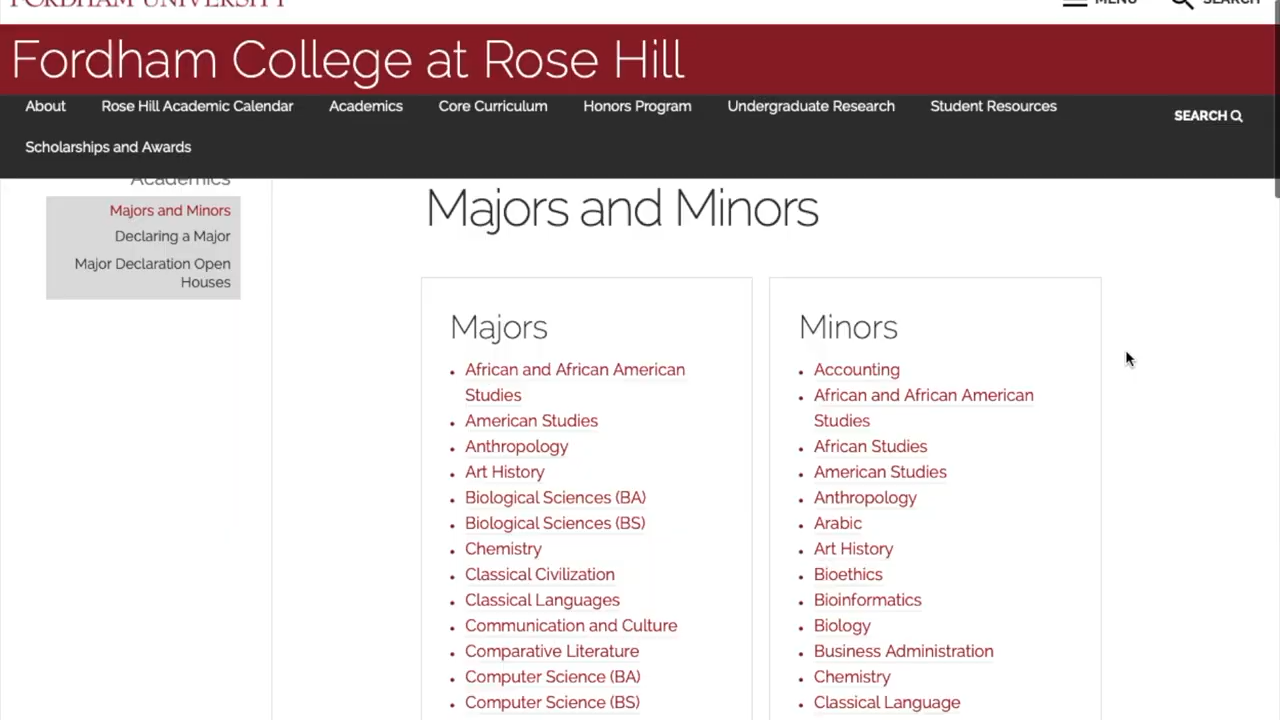 FORDHAM UNIVERSITY
MENU
SEARCH
Fordham College at Rose Hill
About
Rose Hill Academic Calendar
Academics
Core Curriculum
Honors Program
Undergraduate Research
Student Resources
SEARCH
Scholarships and Awards
Academics
Majors and Minors
Declaring a Major
Major Declaration Open
Houses
Majors and Minors
Majors
African and African American
Studies
American Studies
Anthropology
Art History
Biological Sciences (BA)
Biological Sciences (BS)
Chemistry
Classical Civilization
Classical Languages
Communication and Culture
Comparative Literature
Computer Science (BA)
Computer Science (BS)
Minors
Accounting
African and African American
Studies
African Studies
American Studies
Anthropology
Arabic
Art History
Bioethics
Bioinformatics
Biology
Business Administration
Chemistry
Classical Language